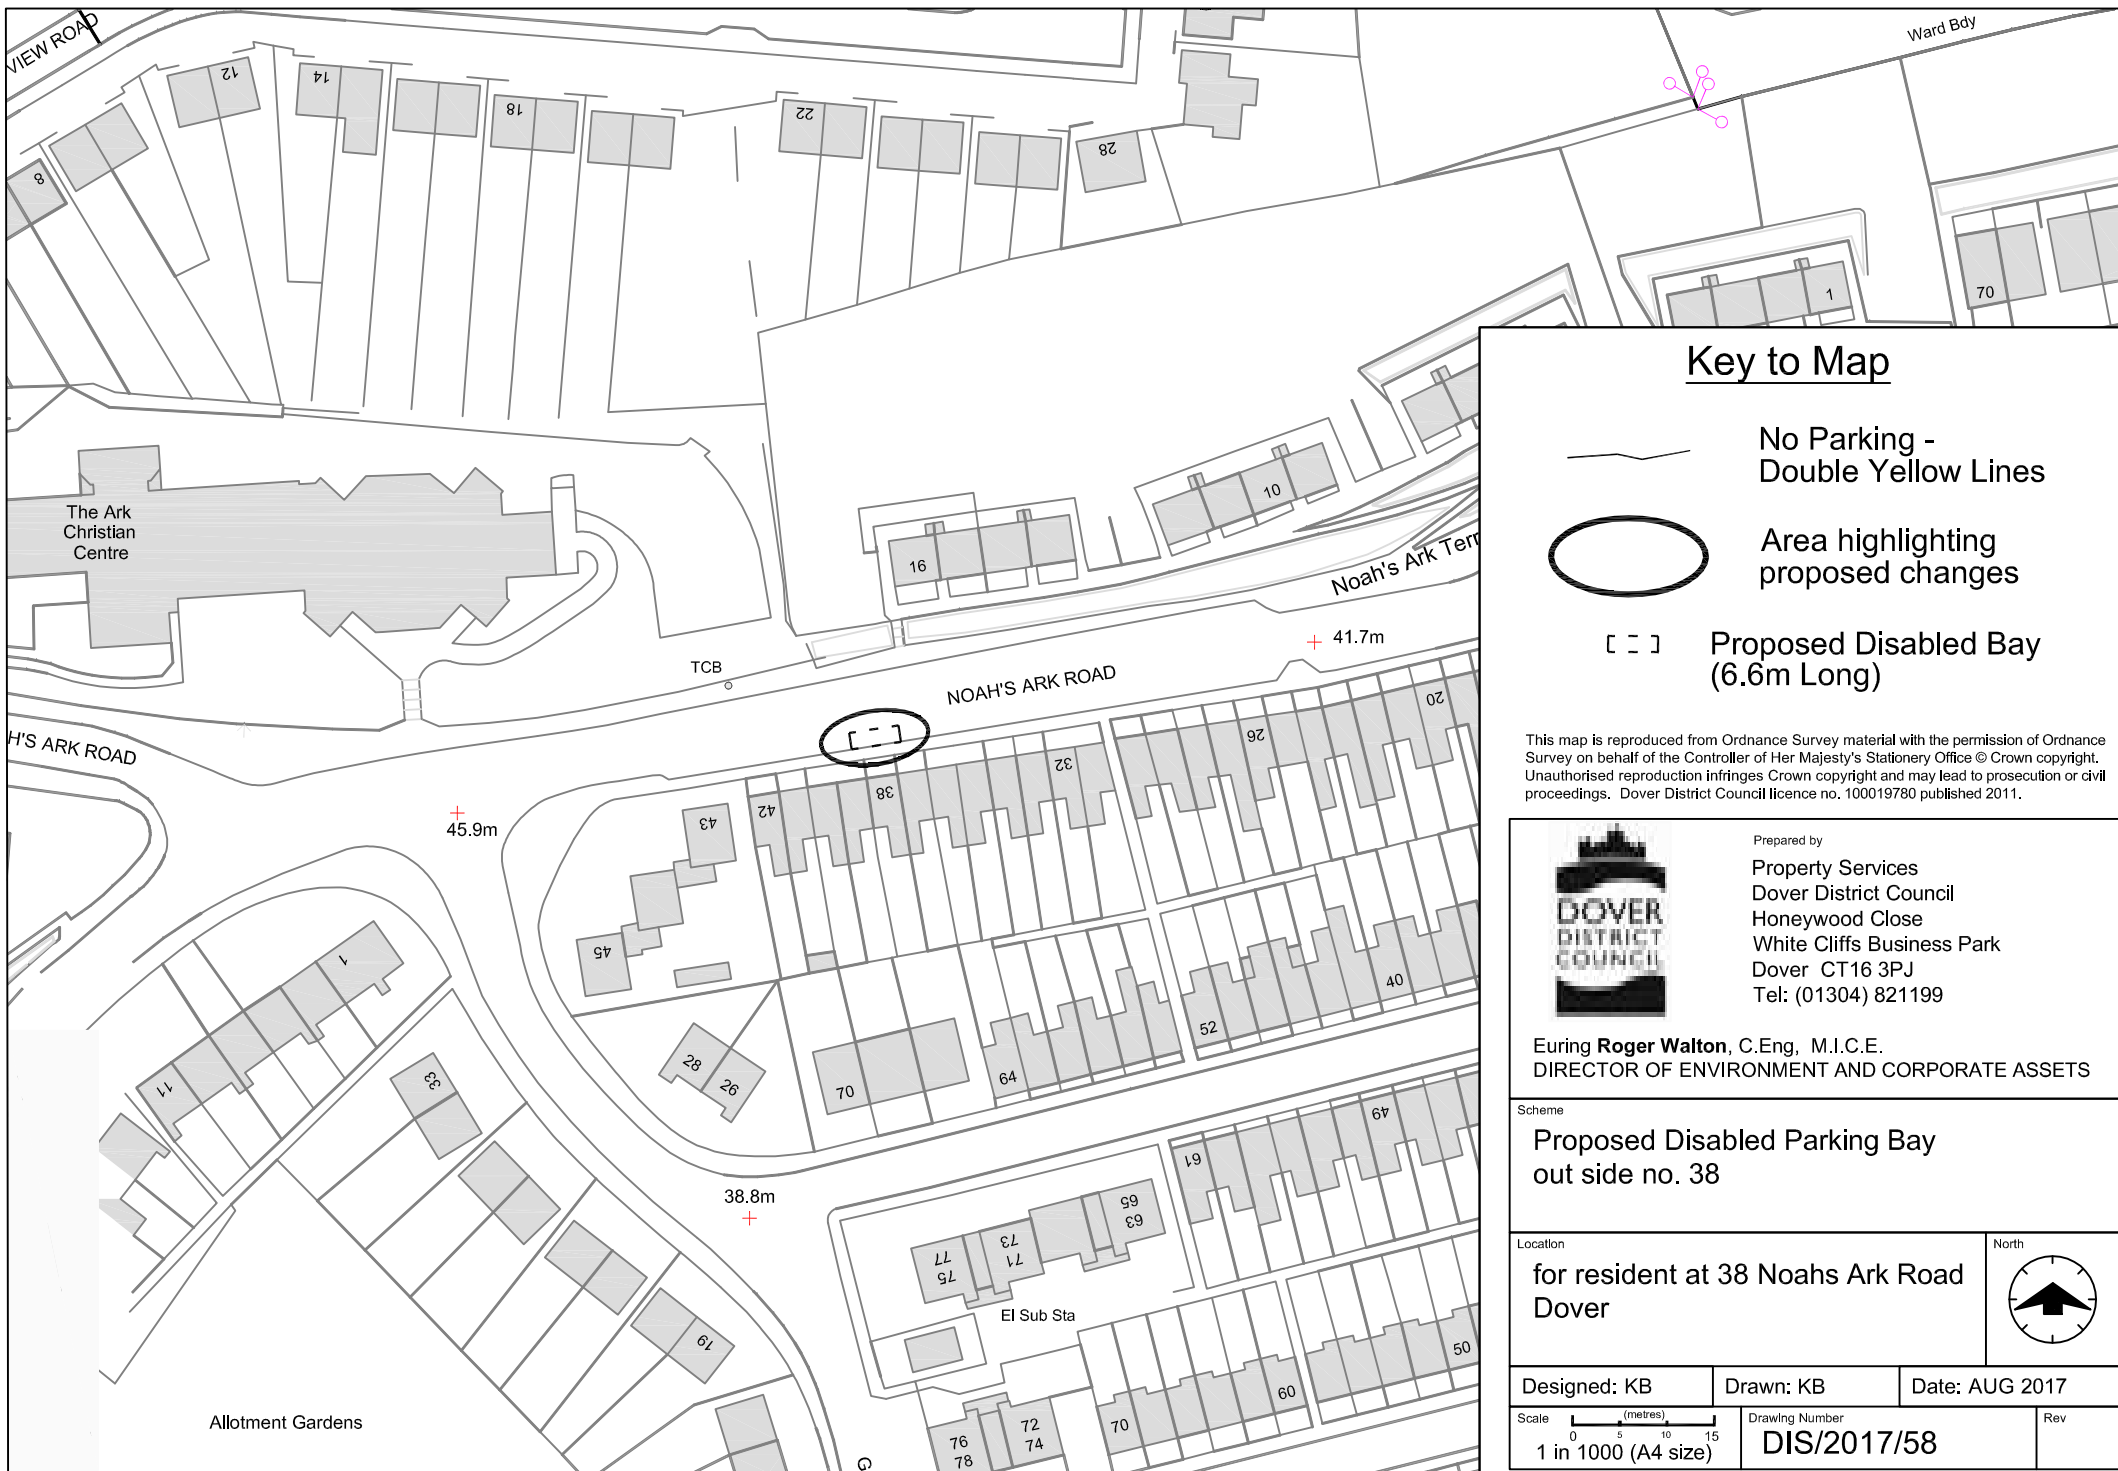 VIEW ROAD
12
14
18
22
28
8
Ward Bdy
1
70
The Ark
Christian
Centre
16
10
Noah's Ark Terr
41.7m
TCB
NOAH'S ARK ROAD
H'S ARK ROAD
45.9m
43
42
38
32
26
20
45
1
11
33
28
26
70
64
52
40
38.8m
61
49
65
63
73
71
77
75
El Sub Sta
19
Allotment Gardens
76
78
72
74
70
60
50
G
Key to Map
No Parking -
Double Yellow Lines
Area highlighting
proposed changes
Proposed Disabled Bay
(6.6m Long)
This map is reproduced from Ordnance Survey material with the permission of Ordnance
Survey on behalf of the Controller of Her Majesty's Stationery Office © Crown copyright.
Unauthorised reproduction infringes Crown copyright and may lead to prosecution or civil
proceedings. Dover District Council licence no. 100019780 published 2011.
DOVER
DISTRICT
COUNCIL
Prepared by
Property Services
Dover District Council
Honeywood Close
White Cliffs Business Park
Dover CT16 3PJ
Tel: (01304) 821199
Euring Roger Walton, C.Eng, M.I.C.E.
DIRECTOR OF ENVIRONMENT AND CORPORATE ASSETS
Scheme
Proposed Disabled Parking Bay
out side no. 38
Location
for resident at 38 Noahs Ark Road
Dover
North
Designed: KB
Drawn: KB
Date: AUG 2017
Scale
(metres)
0 5 10 15
1 in 1000 (A4 size)
Drawing Number
DIS/2017/58
Rev